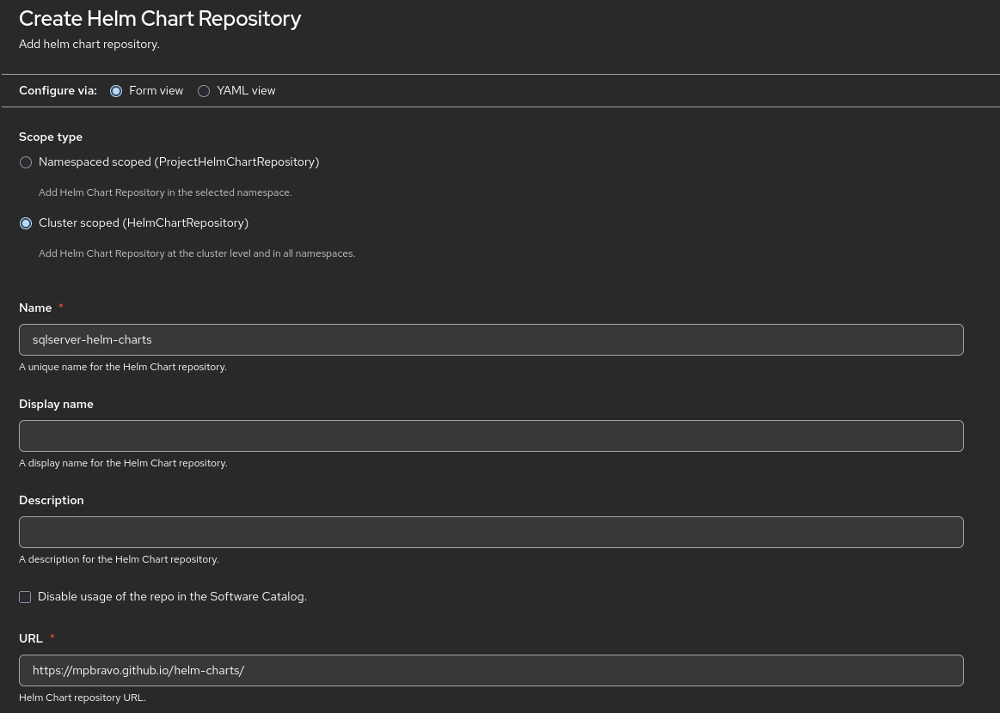 Create Helm Chart Repository
Add helm chart repository.
Configure via: Form view YAML view
Scope type
Namespaced scoped (ProjectHelmChartRepository)
Add Helm Chart Repository in the selected namespace.
Cluster scoped (HelmChartRepository)
Add Helm Chart Repository at the cluster level and in all namespaces.
Name *
sqlserver-helm-charts
A unique name for the Helm Chart repository.
Display name
A display name for the Helm Chart repository.
Description
A description for the Helm Chart repository.
Disable usage of the repo in the Software Catalog.
URL *
https://mpbravo.github.io/helm-charts/
Helm Chart repository URL.